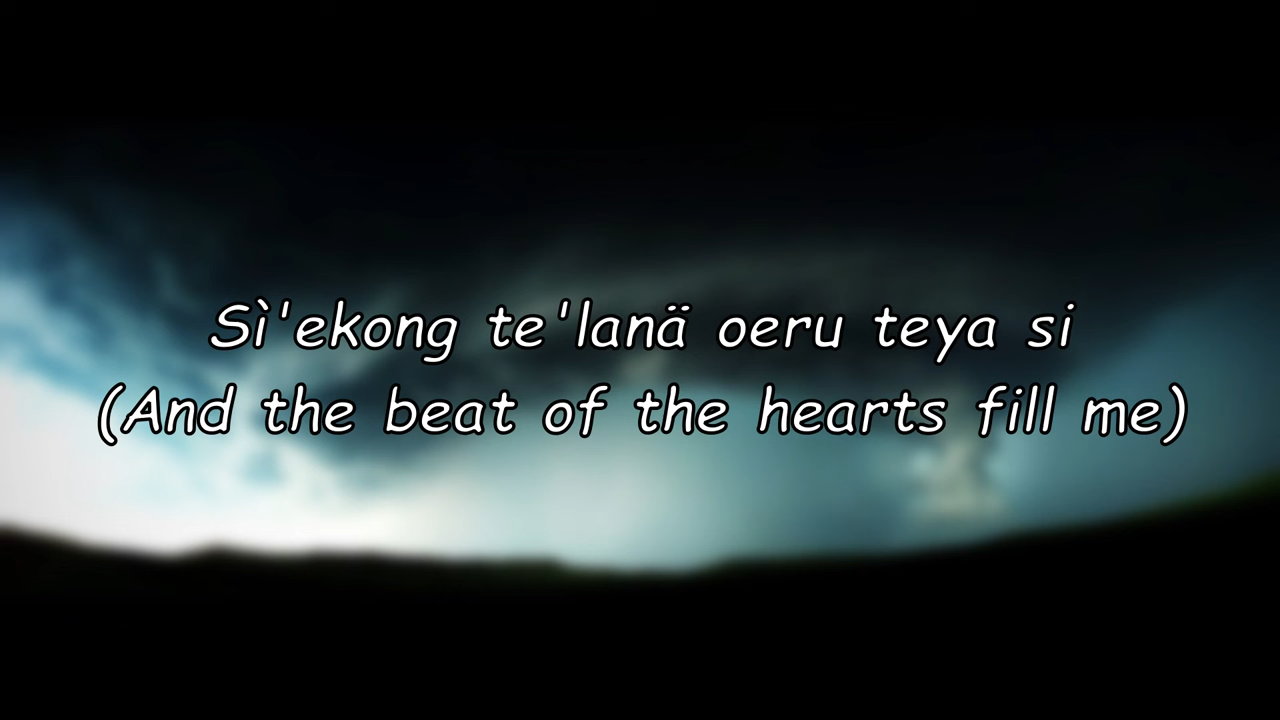 Sì'ekong te'lanä oeru teya si
(And the beat of the hearts fill me)